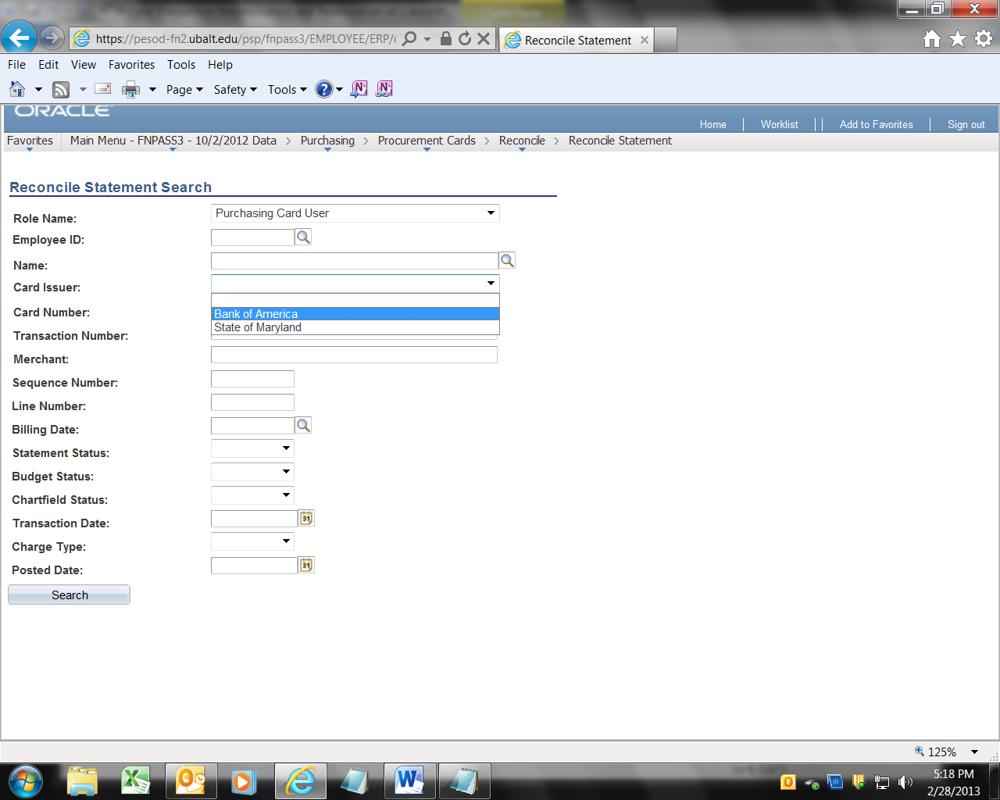 https://pesod-fn2.ubalt.edu/psp/fnpass3/EMPLOYEE/ERP/
Reconcile Statement
File Edit View Favorites Tools Help
Page Safety Tools
ORACLE
Home Worklist Add to Favorites Sign out
Favorites Main Menu - FNPASS3 - 10/2/2012 Data > Purchasing > Procurement Cards > Reconcile > Reconcile Statement
Reconcile Statement Search
Role Name: Purchasing Card User
Employee ID:
Name:
Card Issuer:
Bank of America
State of Maryland
Card Number:
Transaction Number:
Merchant:
Sequence Number:
Line Number:
Billing Date:
Statement Status:
Budget Status:
Chartfield Status:
Transaction Date:
31
Charge Type:
Posted Date:
31
Search
125%
5:18 PM
2/28/2013